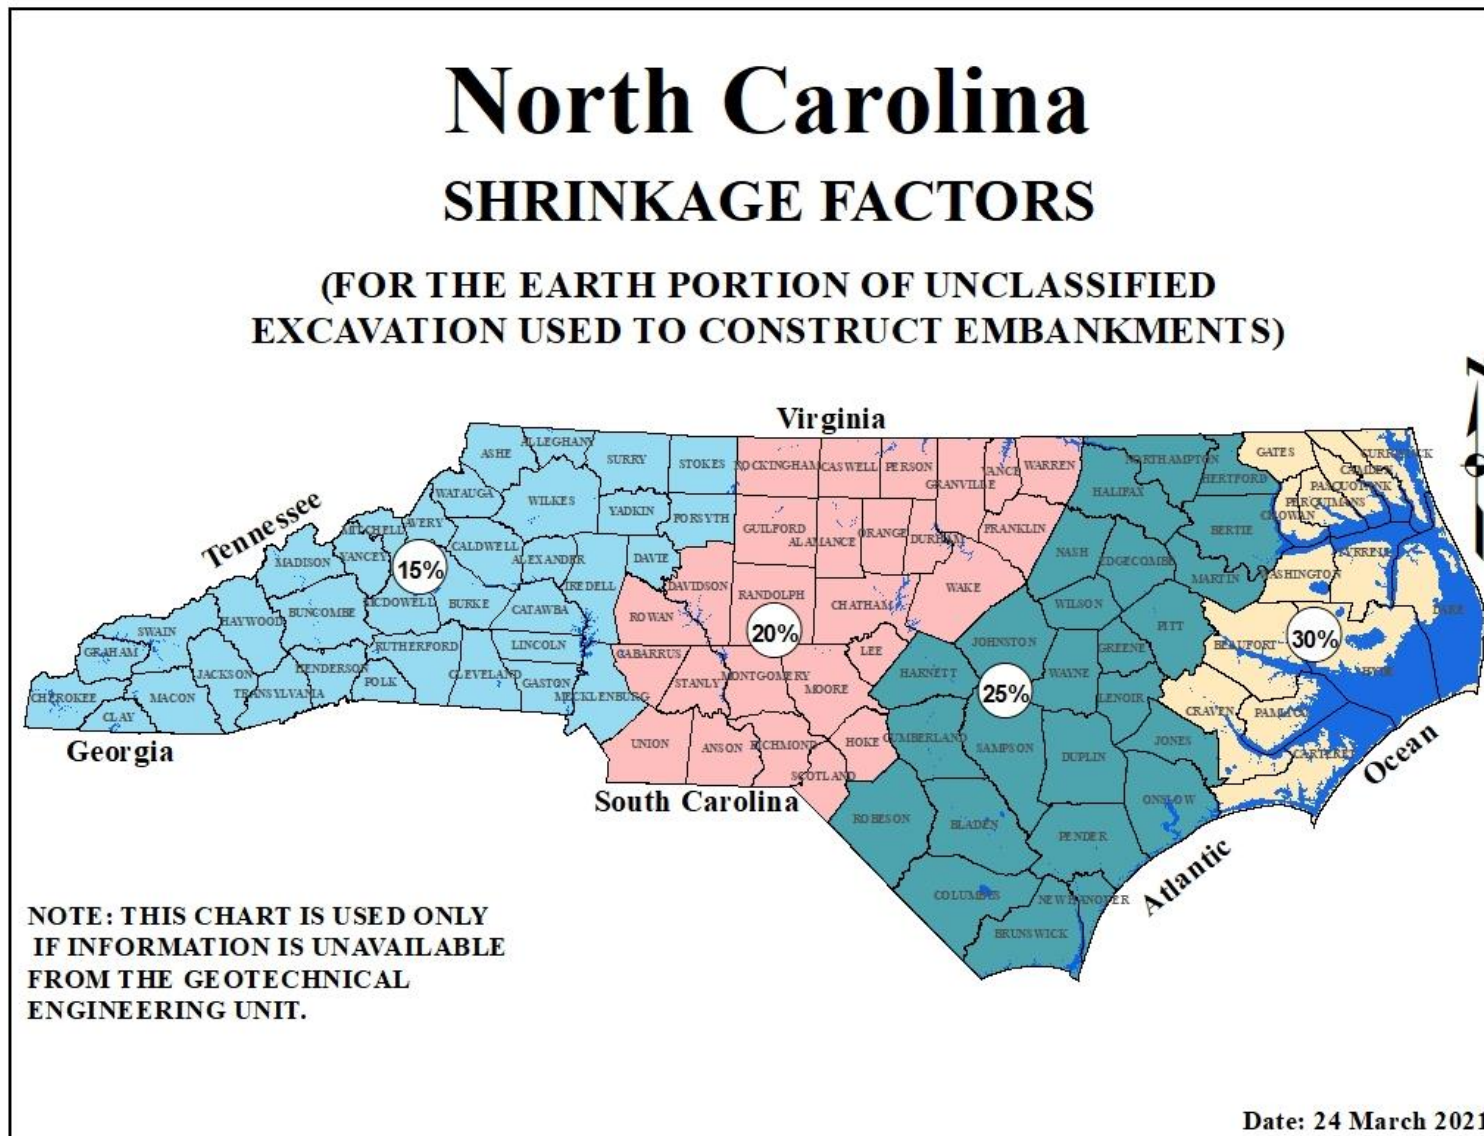 North Carolina
SHRINKAGE FACTORS
(FOR THE EARTH PORTION OF UNCLASSIFIED
EXCAVATION USED TO CONSTRUCT EMBANKMENTS)
Virginia
Tennessee
Georgia
South Carolina
Atlantic
Ocean
15%
20%
25%
30%
ASHE
ALLEGHANY
SURRY
STOKES
WATAUGA
WILKES
YADKIN
FORSYTH
MITCHELL
AVERY
CALDWELL
ALEXANDER
IREDELL
DAVIE
MADISON
YANCEY
MCDOWELL
BURKE
CATAWBA
BUNCOMBE
HAYWOOD
SWAIN
GRAHAM
RUTHERFORD
LINCOLN
CHEROKEE
JACKSON
MACON
CLAY
TRANSYLVANIA
HENDERSON
POLK
CLEVELAND
GASTON
MECKLENBURG
ROCKINGHAM
CASWELL
PERSON
GRANVILLE
VANCE
WARREN
GUILFORD
ALAMANCE
ORANGE
DURHAM
FRANKLIN
DAVIDSON
RANDOLPH
CHATHAM
WAKE
ROWAN
CABARRUS
STANLY
MONTGOMERY
MOORE
LEE
UNION
ANSON
RICHMOND
HOKE
SCOTLAND
NORTHAMPTON
HALIFAX
HERTFORD
BERTIE
NASH
EDGECOMBE
MARTIN
WILSON
PITT
JOHNSTON
GREENE
WAYNE
LENOIR
HARNETT
CUMBERLAND
SAMPSON
DUPLIN
JONES
ONSLOW
ROBESON
BLADEN
PENDER
COLUMBUS
NEW HANOVER
BRUNSWICK
GATES
CURRITUCK
CAMDEN
PASQUOTANK
PERQUIMANS
CHOWAN
TYRRELL
WASHINGTON
DARE
BEAUFORT
HYDE
CRAVEN
PAMLICO
CARTERET
NOTE: THIS CHART IS USED ONLY
IF INFORMATION IS UNAVAILABLE
FROM THE GEOTECHNICAL
ENGINEERING UNIT.
Date: 24 March 2021